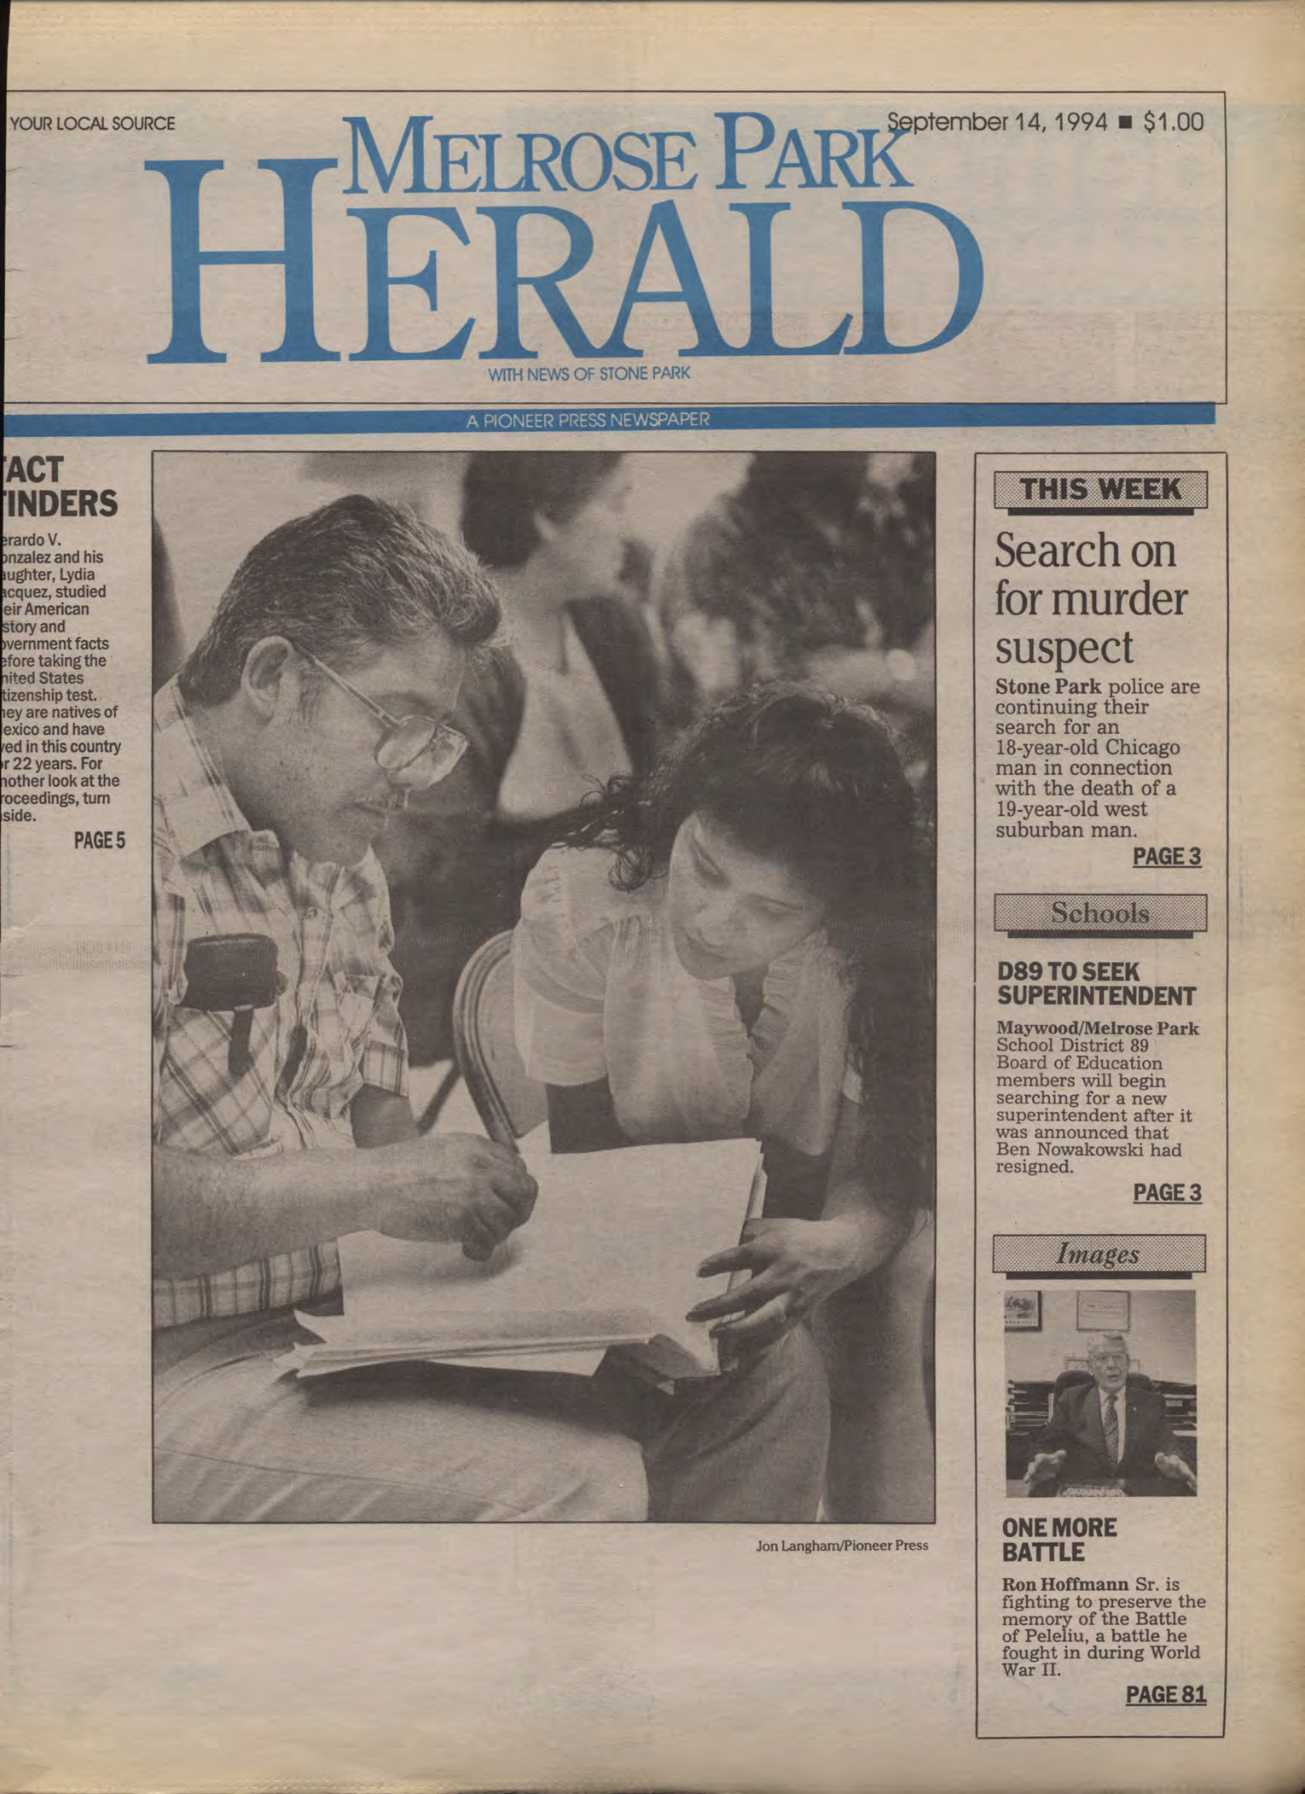 YOUR LOCAL SOURCE
September 14, 1994 ■ $1.00
MELROSE PARK
HERALD
WITH NEWS OF STONE PARK
A PIONEER PRESS NEWSPAPER
ACT
INDERS
erardo V.
onzalez and his
aughter, Lydia
acquez, studied
eir American
story and
overnment facts
efore taking the
nited States
tizenship test.
ey are natives of
exico and have
ved in this country
r 22 years. For
nother look at the
roceedings, turn
side.
PAGE 5
Jon Langham/Pioneer Press
THIS WEEK
Search on
for murder
suspect
Stone Park police are
continuing their
search for an
18-year-old Chicago
man in connection
with the death of a
19-year-old west
suburban man.
PAGE 3
Schools
D89 TO SEEK
SUPERINTENDENT
Maywood/Melrose Park
School District 89
Board of Education
members will begin
searching for a new
superintendent after it
was announced that
Ben Nowakowski had
resigned.
PAGE 3
Images
ONE MORE
BATTLE
Ron Hoffmann Sr. is
fighting to preserve the
memory of the Battle
of Peleliu, a battle he
fought in during World
War II.
PAGE 81